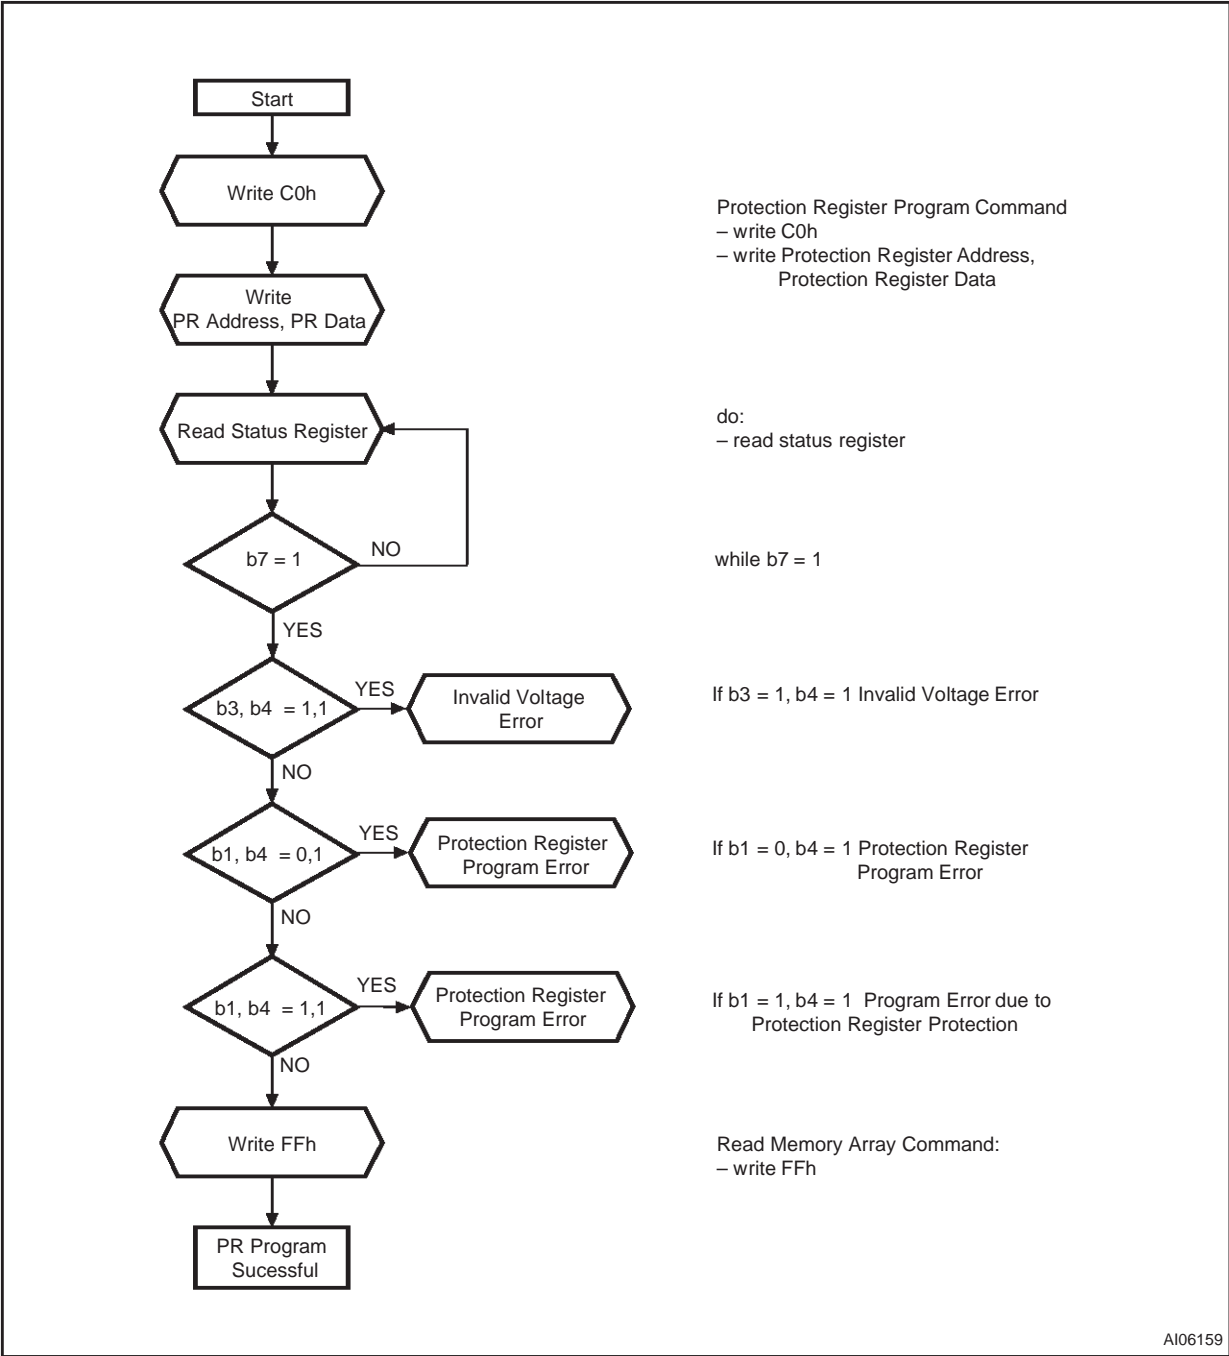 Start
Write C0h
Protection Register Program Command
– write C0h
– write Protection Register Address,
Protection Register Data
Write
PR Address, PR Data
Read Status Register
do:
– read status register
b7 = 1
NO
while b7 = 1
YES
b3, b4 = 1,1
YES
Invalid Voltage
Error
If b3 = 1, b4 = 1 Invalid Voltage Error
NO
b1, b4 = 0,1
YES
Protection Register
Program Error
If b1 = 0, b4 = 1 Protection Register
Program Error
NO
b1, b4 = 1,1
YES
Protection Register
Program Error
If b1 = 1, b4 = 1 Program Error due to
Protection Register Protection
NO
Write FFh
Read Memory Array Command:
– write FFh
PR Program
Sucessful
AI06159